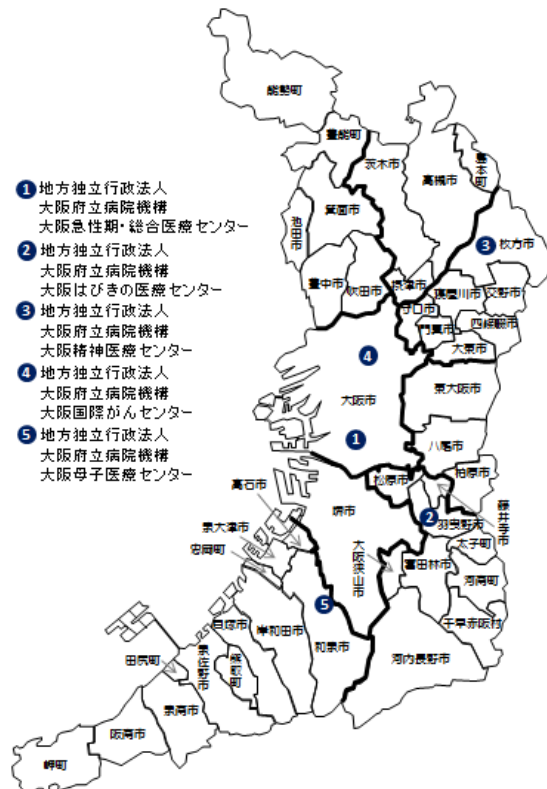 能勢町
豊能町
茨木市
高槻市
島本町
箕面市
池田市
❶地方独立行政法人
大阪府立病院機構
大阪急性期・総合医療センター
❷地方独立行政法人
大阪府立病院機構
大阪はびきの医療センター
❸地方独立行政法人
大阪府立病院機構
大阪精神医療センター
❹地方独立行政法人
大阪府立病院機構
大阪国際がんセンター
❺地方独立行政法人
大阪府立病院機構
大阪母子医療センター
❸
枚方市
豊中市
吹田市
摂津市
守口市
寝屋川市
交野市
門真市
四條畷市
大東市
❹
大阪市
東大阪市
❶
八尾市
柏原市
松原市
藤井寺市
高石市
堺市
❷
羽曳野市
泉大津市
太子町
忠岡町
大阪狭山市
富田林市
河南町
❺
貝塚市
岸和田市
和泉市
千早赤阪村
河内長野市
田尻町
泉佐野市
熊取町
泉南市
阪南市
岬町